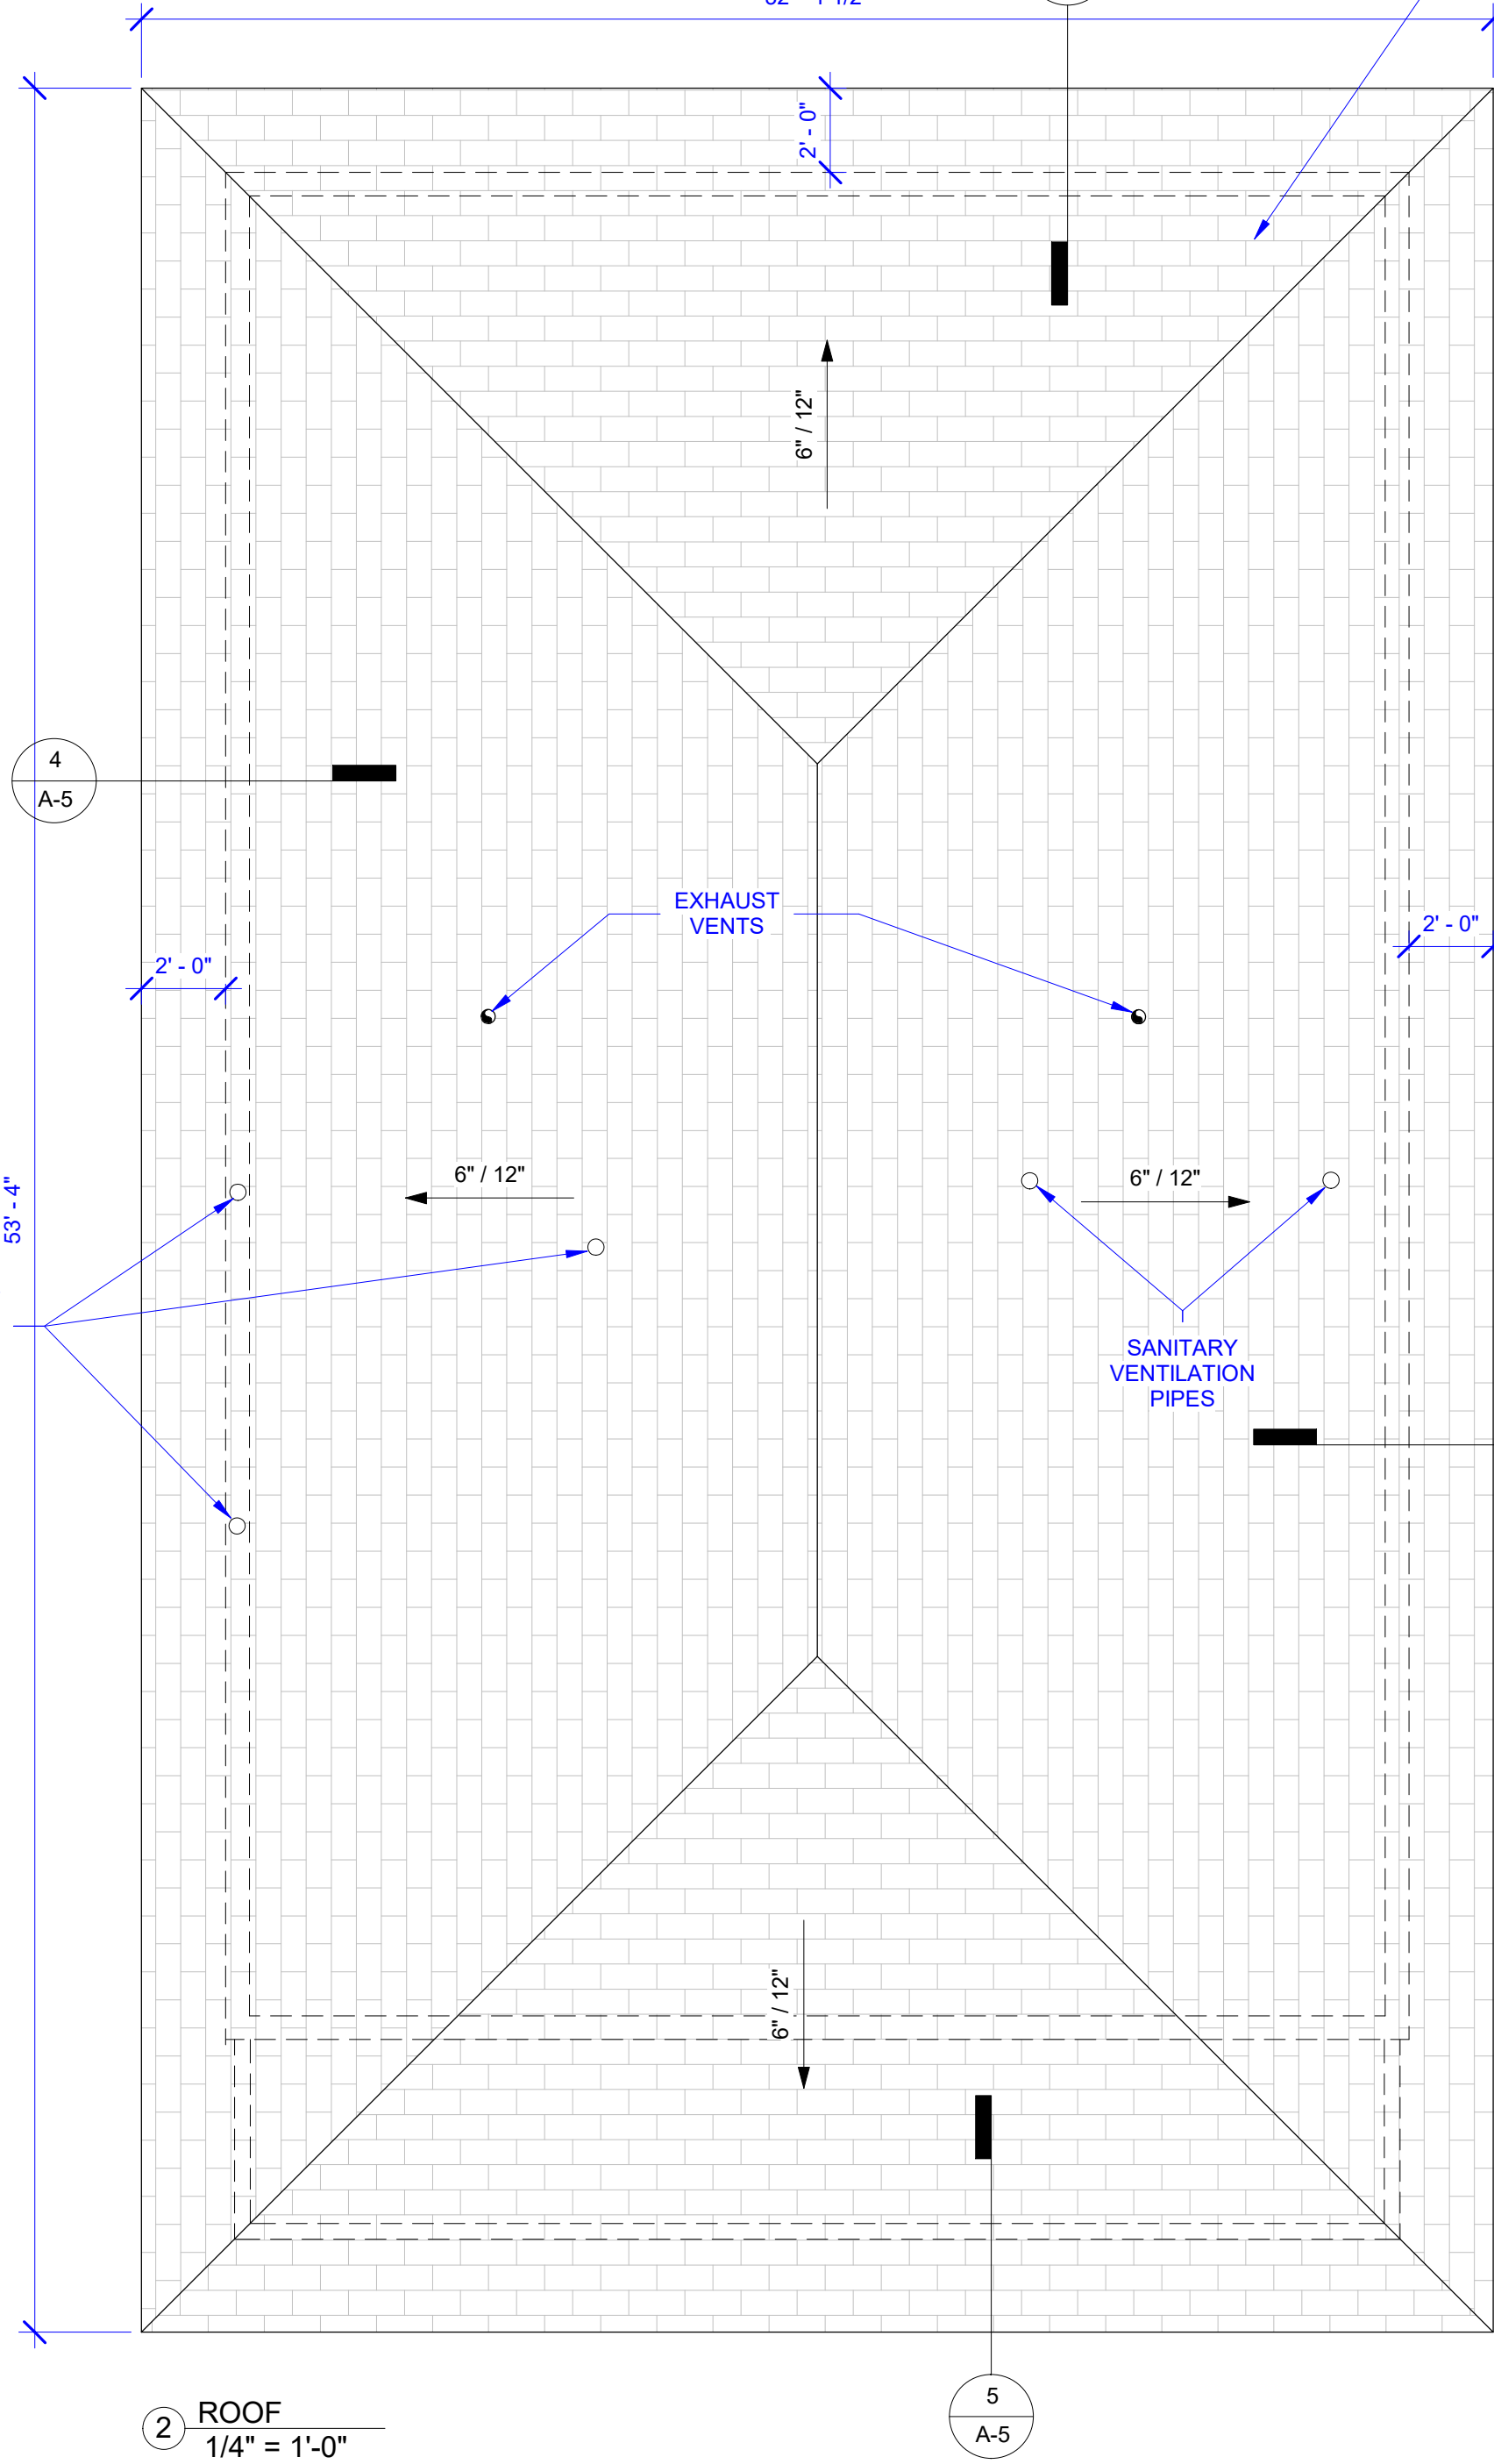 2' - 0"
6" / 12"
4
A-5
EXHAUST
VENTS
2' - 0"
2' - 0"
6" / 12"
6" / 12"
53' - 4"
SANITARY
VENTILATION
PIPES
6" / 12"
5
A-5
2
ROOF
1/4" = 1'-0"